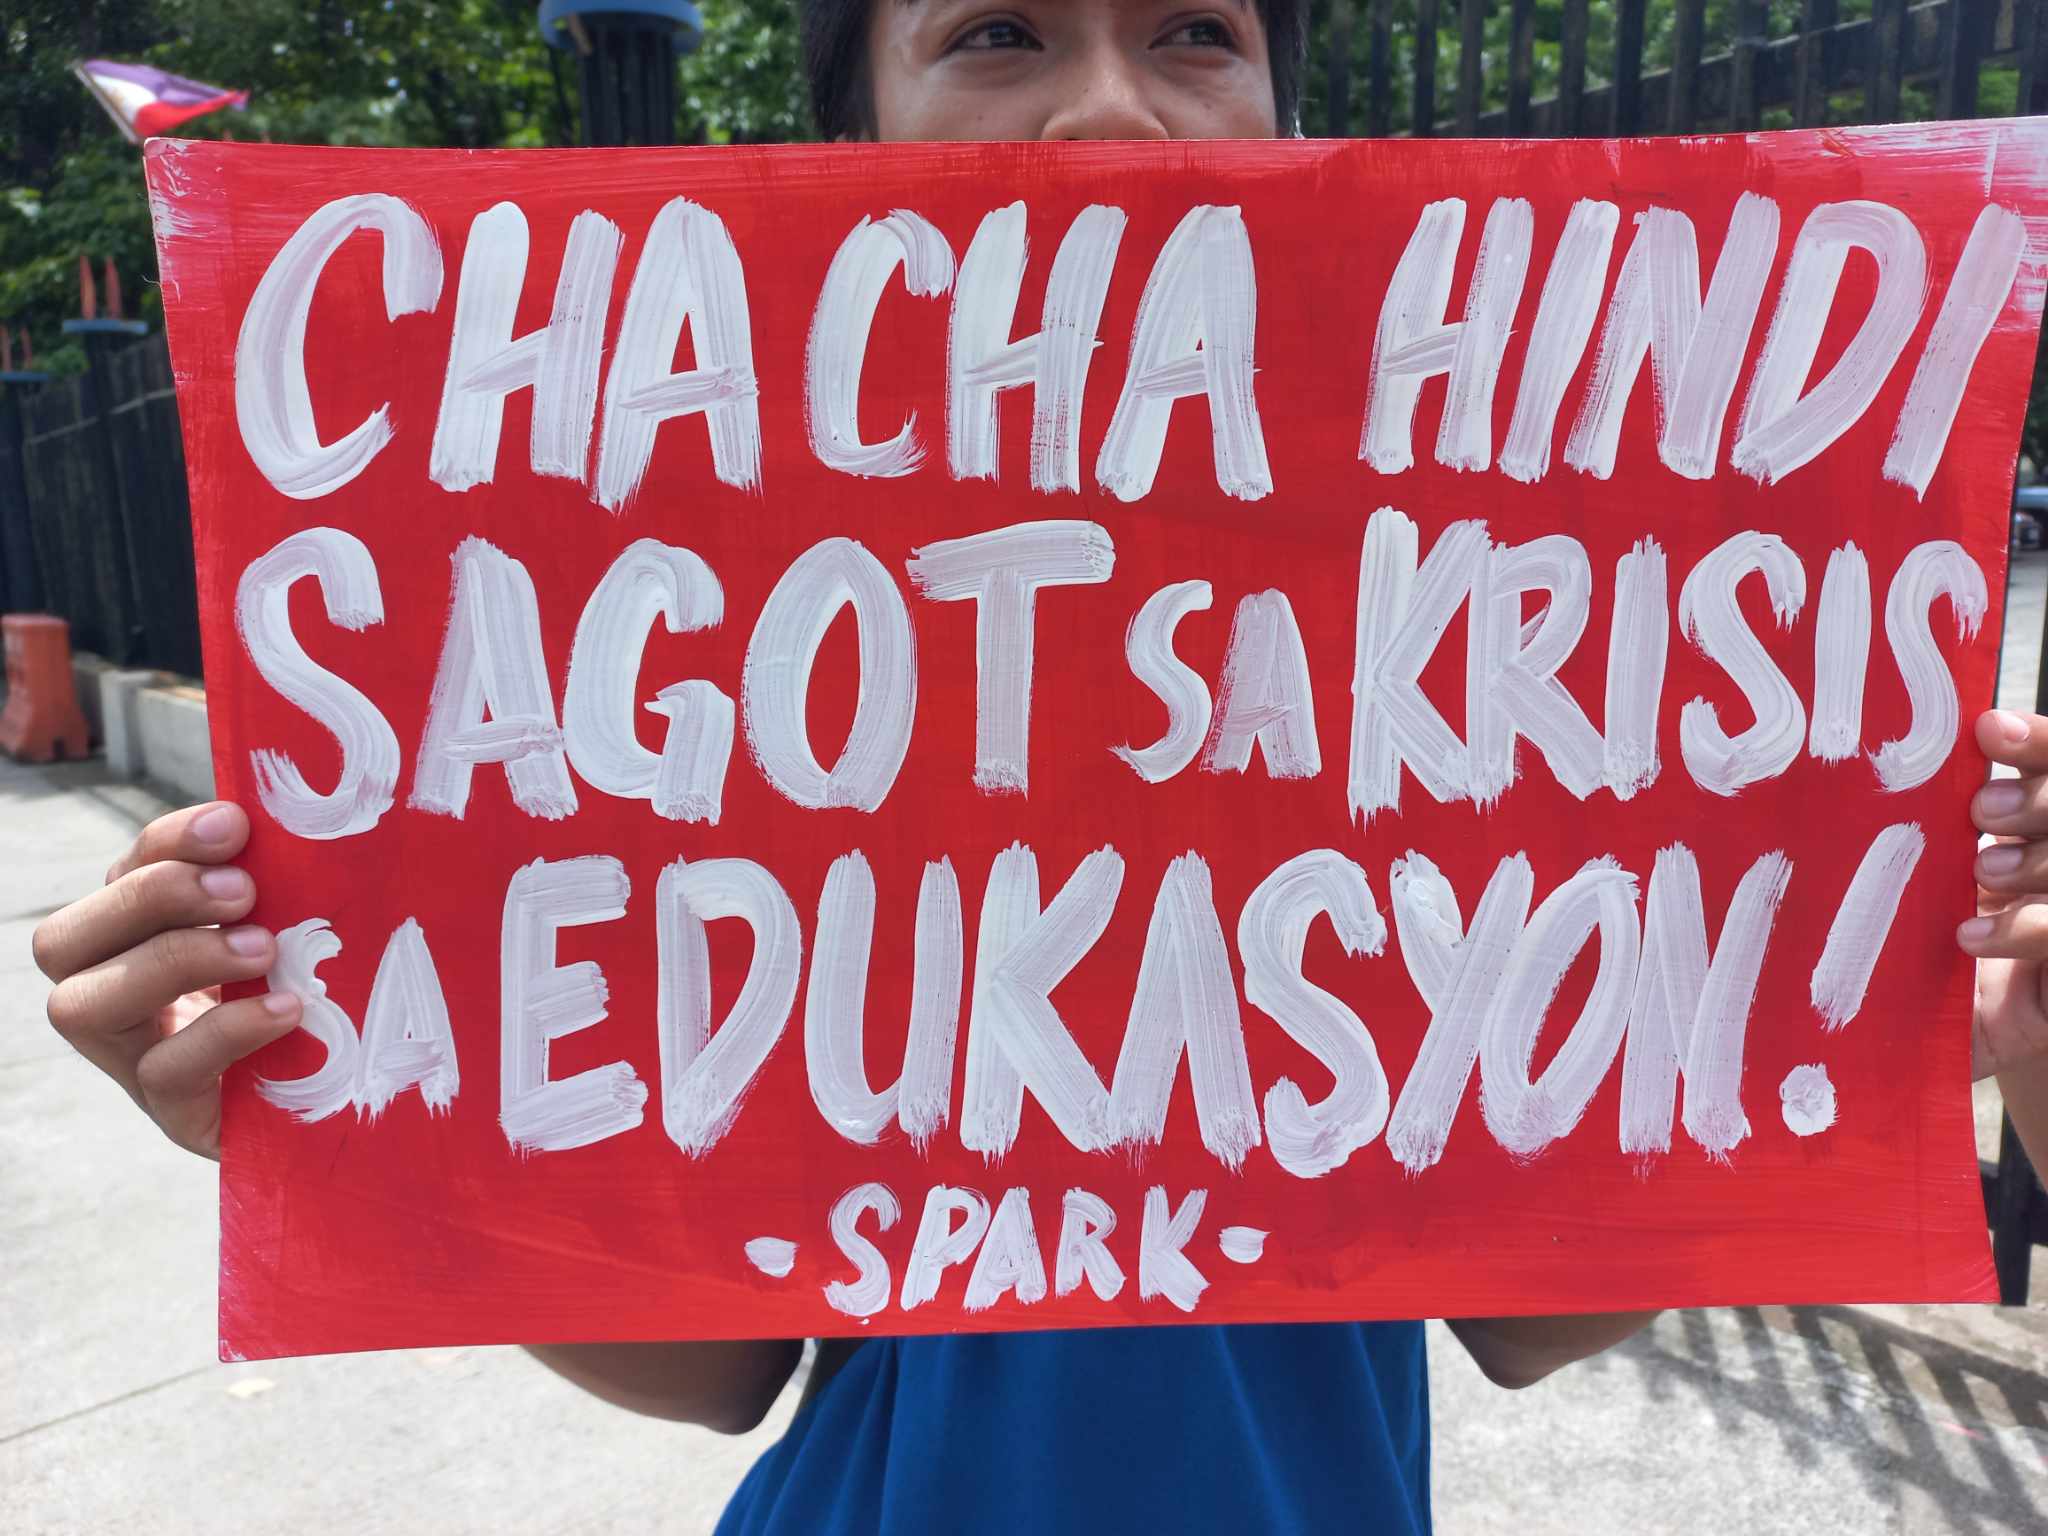 CHA CHA HINDI
SAGOT SA KRISIS
SA EDUKASYON!
- SPARK -